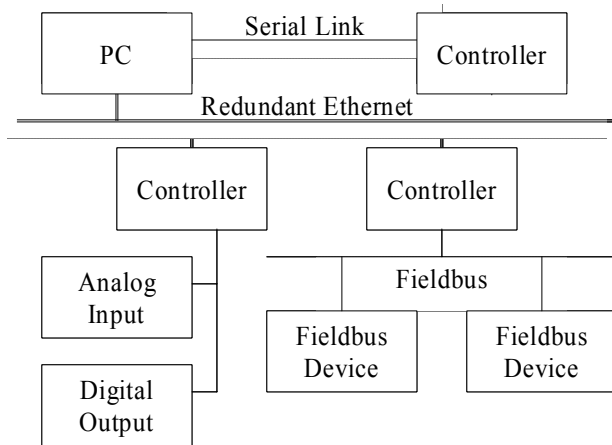 Serial Link
PC
Controller
Redundant Ethernet
Controller
Controller
Analog
Input
Fieldbus
Fieldbus
Device
Fieldbus
Device
Digital
Output